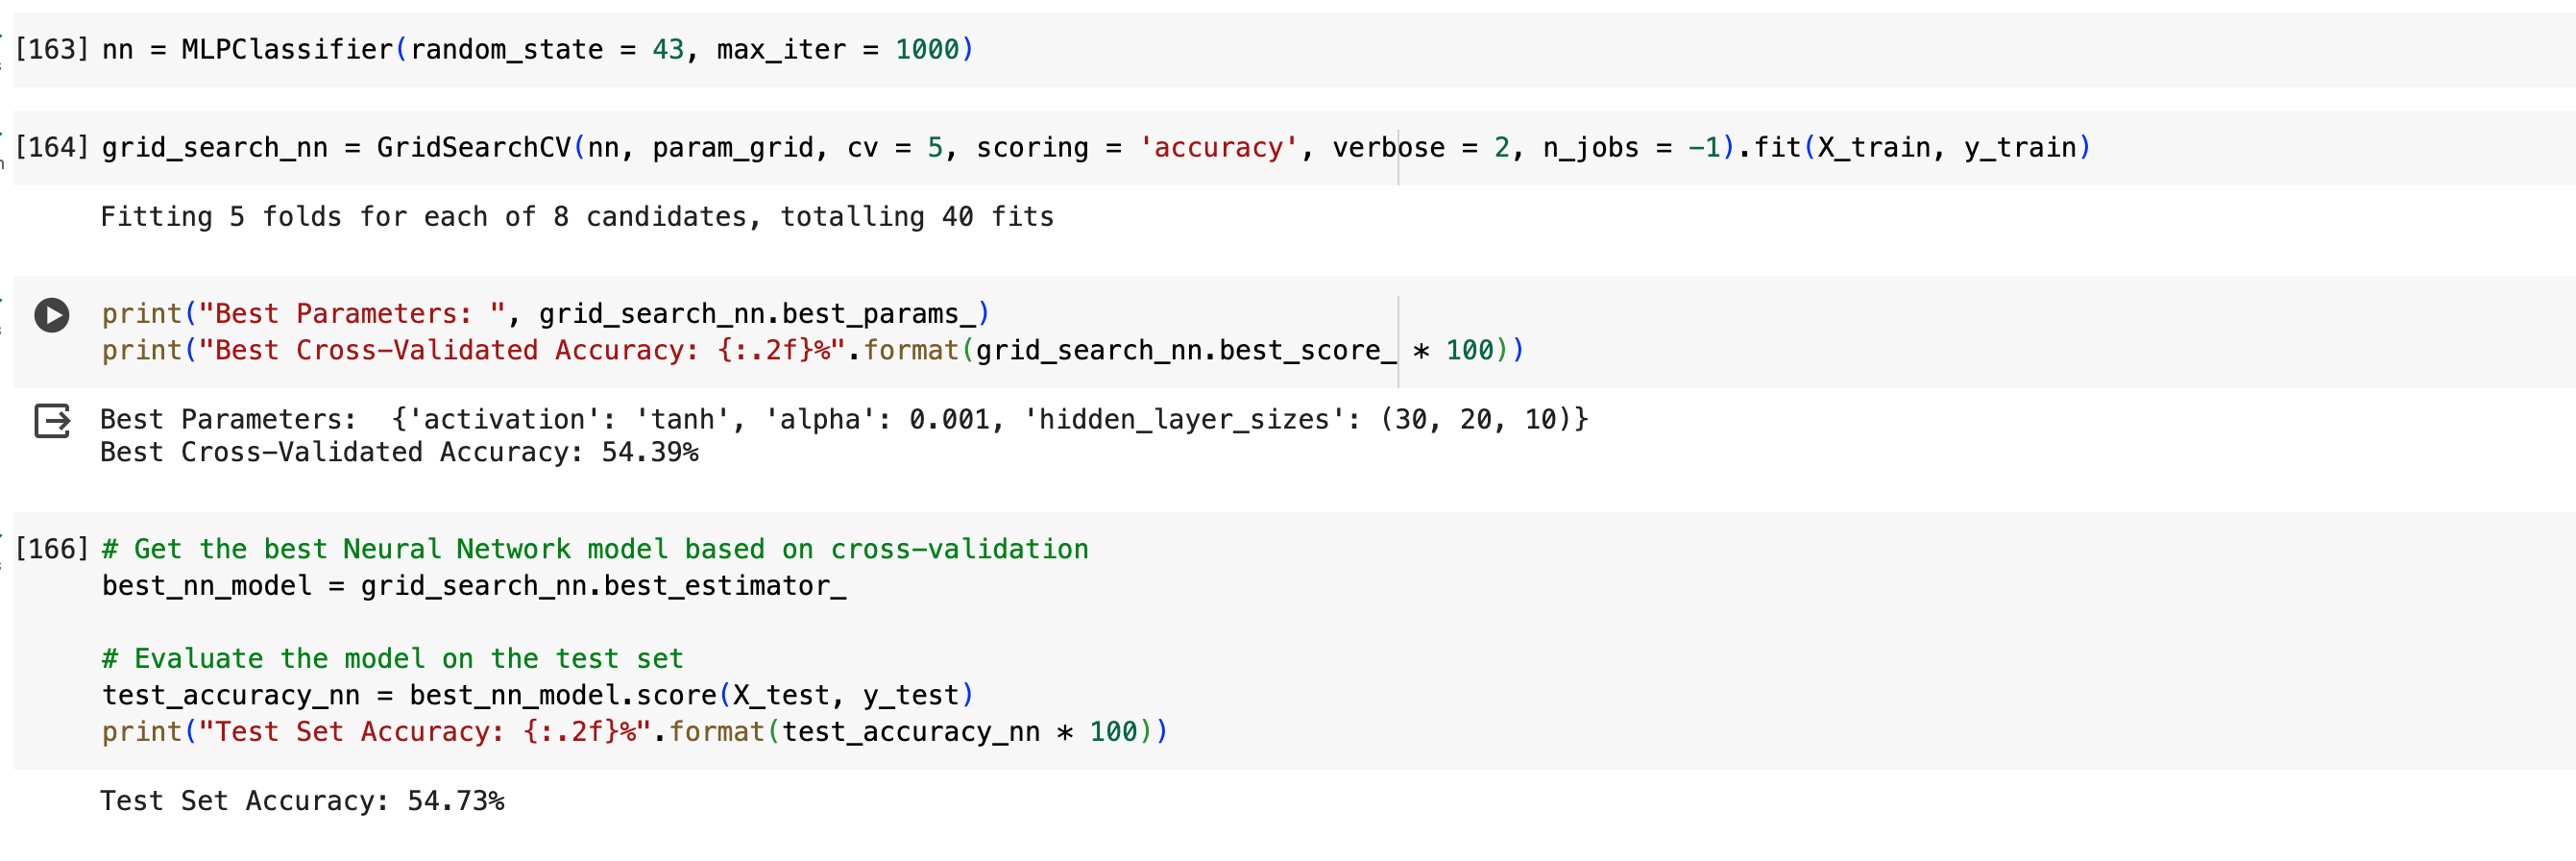 [163] nn = MLPClassifier(random_state = 43, max_iter = 1000)
[164] grid_search_nn = GridSearchCV(nn, param_grid, cv = 5, scoring = 'accuracy', verbose = 2, n_jobs = -1).fit(X_train, y_train)
Fitting 5 folds for each of 8 candidates, totalling 40 fits
print("Best Parameters: ", grid_search_nn.best_params_)
print("Best Cross-Validated Accuracy: {:.2f}%".format(grid_search_nn.best_score_ * 100))
Best Parameters:  {'activation': 'tanh', 'alpha': 0.001, 'hidden_layer_sizes': (30, 20, 10)}
Best Cross-Validated Accuracy: 54.39%
[166] # Get the best Neural Network model based on cross-validation
best_nn_model = grid_search_nn.best_estimator_
# Evaluate the model on the test set
test_accuracy_nn = best_nn_model.score(X_test, y_test)
print("Test Set Accuracy: {:.2f}%".format(test_accuracy_nn * 100))
Test Set Accuracy: 54.73%